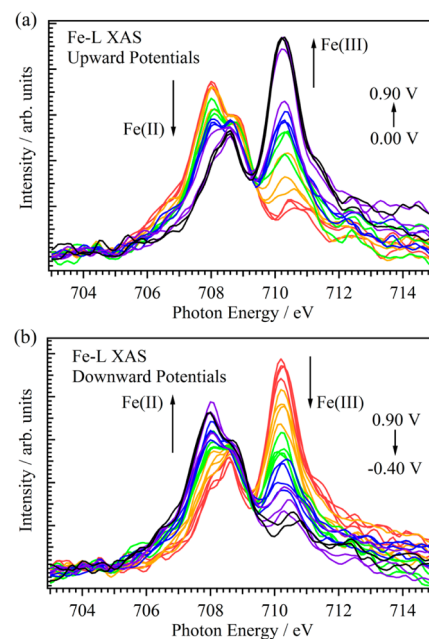 (a)
Fe-L XAS
Upward Potentials
Fe(III)
Fe(II)
0.90 V
0.00 V
Intensity / arb. units
704 706 708 710 712 714
Photon Energy / eV
(b)
Fe-L XAS
Downward Potentials
Fe(II)
Fe(III)
0.90 V
-0.40 V
Intensity / arb. units
704 706 708 710 712 714
Photon Energy / eV